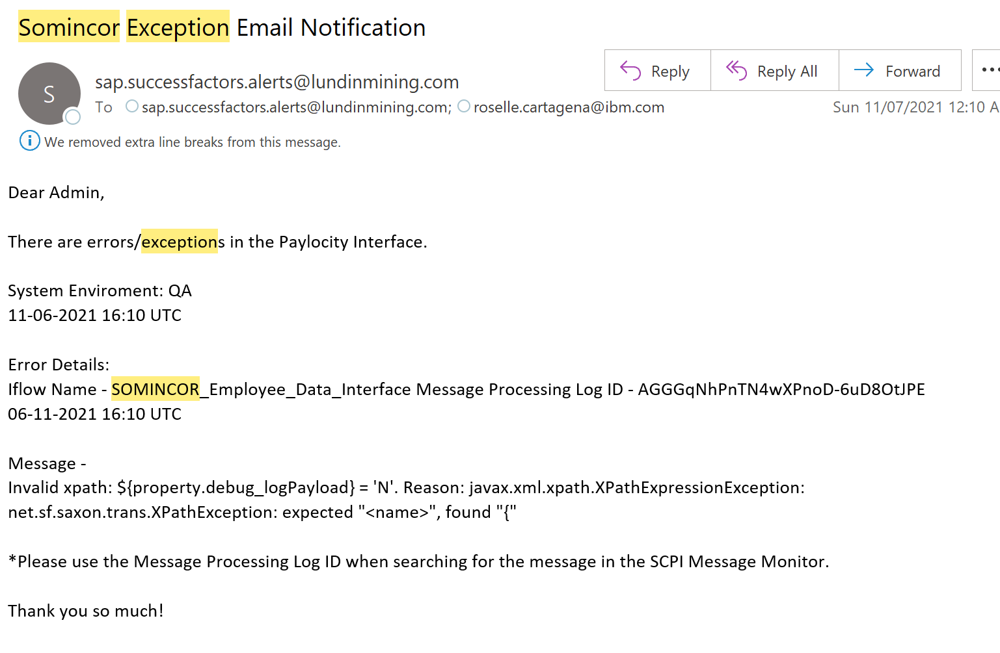 Somincor Exception Email Notification
Reply
Reply All
Forward
S
sap.successfactors.alerts@lundinmining.com
To sap.successfactors.alerts@lundinmining.com; roselle.cartagena@ibm.com
Sun 11/07/2021 12:10 A
We removed extra line breaks from this message.
Dear Admin,
There are errors/exceptions in the Paylocity Interface.
System Enviroment: QA
11-06-2021 16:10 UTC
Error Details:
Iflow Name - SOMINCOR_Employee_Data_Interface Message Processing Log ID - AGGGqNhPnTN4wXPnoD-6uD8OtJPE
06-11-2021 16:10 UTC
Message -
Invalid xpath: ${property.debug_logPayload} = 'N'. Reason: javax.xml.xpath.XPathExpressionException:
net.sf.saxon.trans.XPathException: expected "<name>", found "{"
*Please use the Message Processing Log ID when searching for the message in the SCPI Message Monitor.
Thank you so much!